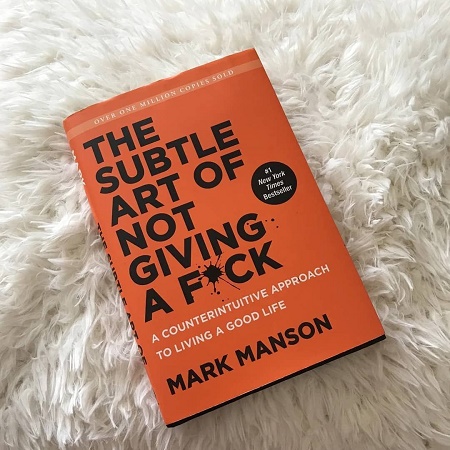 OVER ONE MILLION COPIES SOLD
THE
SUBTLE
ART OF
NOT
GIVING
A F*CK
#1
New York
Times
Bestseller
A COUNTERINTUITIVE APPROACH
TO LIVING A GOOD LIFE
MARK MANSON